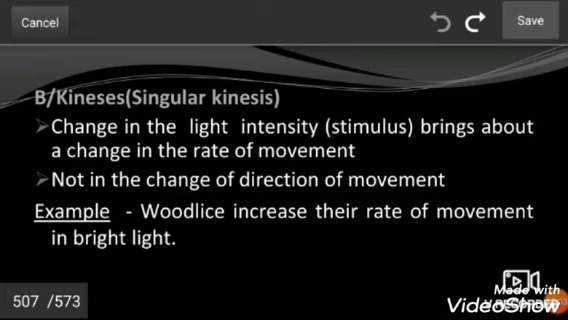 Cancel
Save
B/Kineses(Singular kinesis)
Change in the light intensity (stimulus) brings about
a change in the rate of movement
Not in the change of direction of movement
Example - Woodlice increase their rate of movement
in bright light.
507 /573
Made with
VideoShow